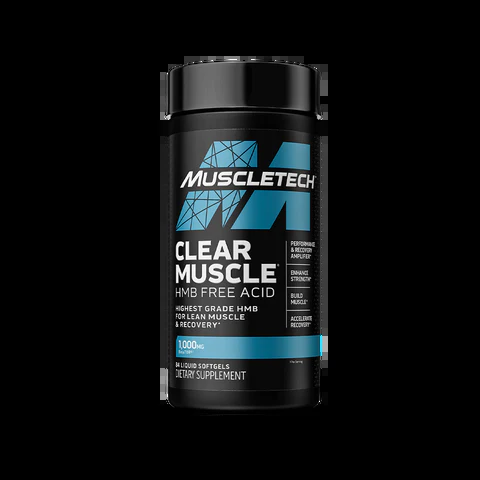 MUSCLETECH
CLEAR
MUSCLE
HMB FREE ACID
HIGHEST GRADE HMB
FOR LEAN MUSCLE
& RECOVERY*
1,000MG
84 LIQUID SOFTGELS
DIETARY SUPPLEMENT
PERFORMANCE
& RECOVERY
AMPLIFIER*
ENHANCE
STRENGTH*
BUILD
MUSCLE*
ACCELERATE
RECOVERY*